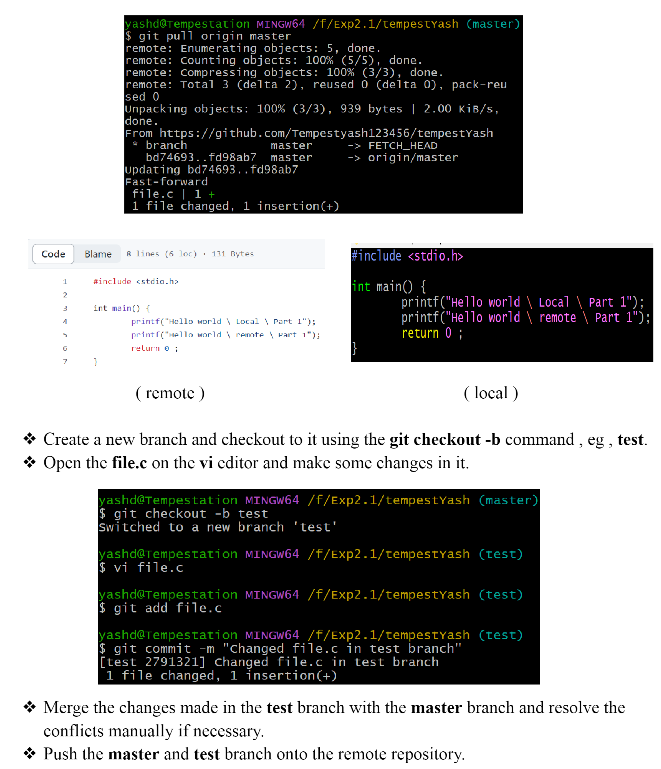 yashd@Tempestation MINGW64 /f/Exp2.1/tempestYash (master)
$ git pull origin master
remote: Enumerating objects: 5, done.
remote: Counting objects: 100% (5/5), done.
remote: Compressing objects: 100% (3/3), done.
remote: Total 3 (delta 2), reused 0 (delta 0), pack-reu
sed 0
Unpacking objects: 100% (3/3), 939 bytes | 2.00 KiB/s,
done.
From https://github.com/Tempestyash123456/tempestYash
* branch master -> FETCH_HEAD
bd74693..fd98ab7 master -> origin/master
Updating bd74693..fd98ab7
Fast-forward
file.c | 1 +
1 file changed, 1 insertion(+)
Code Blame 8 lines (6 loc) · 131 Bytes
1 #include <stdio.h>
2
3 int main() {
4 printf("Hello world \ Local \ Part 1");
5 printf("Hello world \ remote \ Part 1");
6 return 0 ;
7 }
#include <stdio.h>
int main() {
printf("Hello world \ Local \ Part 1");
printf("Hello world \ remote \ Part 1");
return 0 ;
}
( remote )
( local )
❖ Create a new branch and checkout to it using the git checkout -b command , eg , test.
❖ Open the file.c on the vi editor and make some changes in it.
yashd@Tempestation MINGW64 /f/Exp2.1/tempestYash (master)
$ git checkout -b test
Switched to a new branch 'test'
yashd@Tempestation MINGW64 /f/Exp2.1/tempestYash (test)
$ vi file.c
yashd@Tempestation MINGW64 /f/Exp2.1/tempestYash (test)
$ git add file.c
yashd@Tempestation MINGW64 /f/Exp2.1/tempestYash (test)
$ git commit -m "Changed file.c in test branch"
[test 2791321] Changed file.c in test branch
1 file changed, 1 insertion(+)
❖ Merge the changes made in the test branch with the master branch and resolve the
conflicts manually if necessary.
❖ Push the master and test branch onto the remote repository.